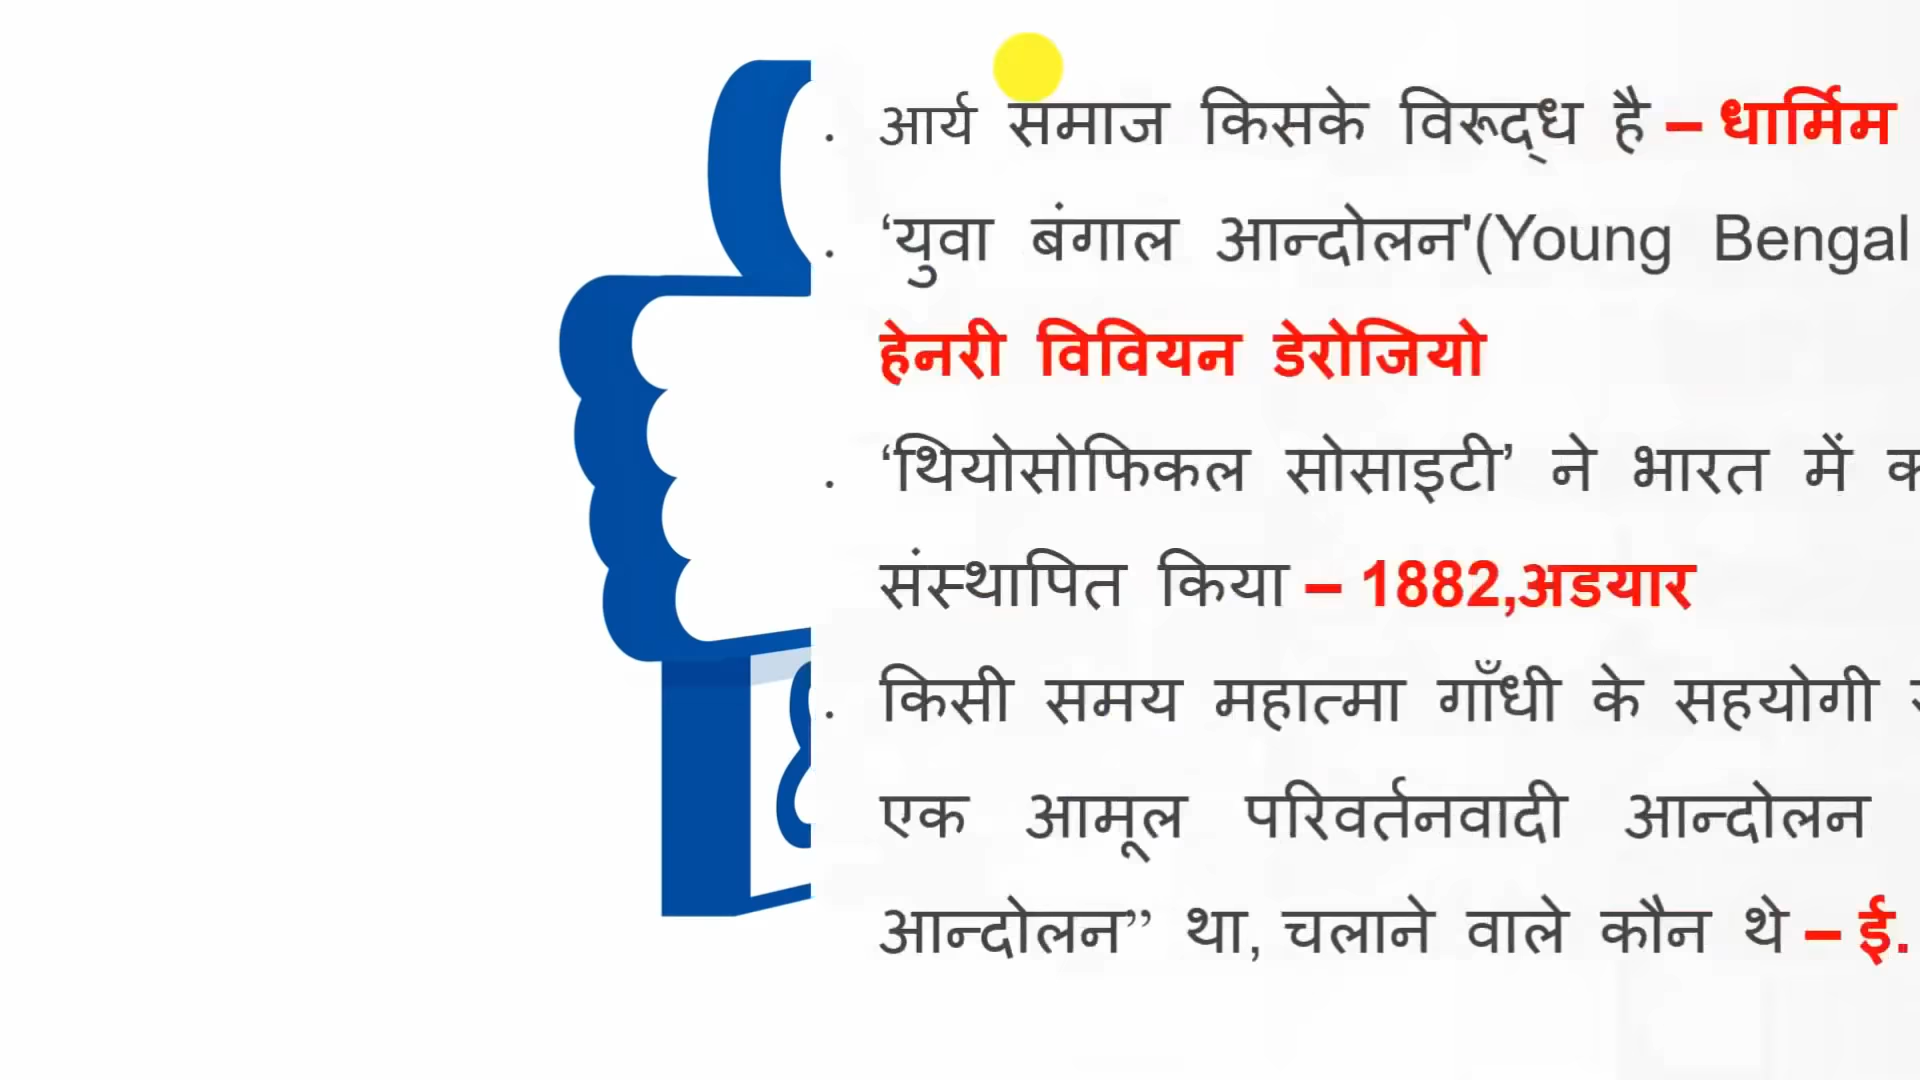 . आर्य समाज किसके विरूद्ध है – धार्मिम
. ‘युवा बंगाल आन्दोलन'(Young Bengal
हेनरी विवियन डेरोजियो
. ‘थियोसोफिकल सोसाइटी’ ने भारत में
संस्थापित किया – 1882,अडयार
. किसी समय महात्मा गाँधी के सहयोगी
एक आमूल परिवर्तनवादी आन्दोलन
आन्दोलन” था, चलाने वाले कौन थे – ई.